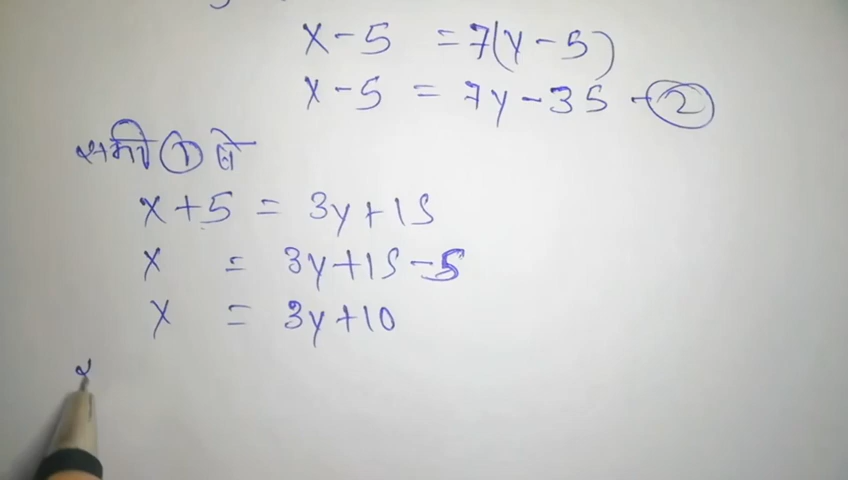 x - 5 = 7(y - 5)
x - 5 = 7y - 35 - 2
समी 1 से
x + 5 = 3y + 15
x = 3y + 15 - 5
x = 3y + 10